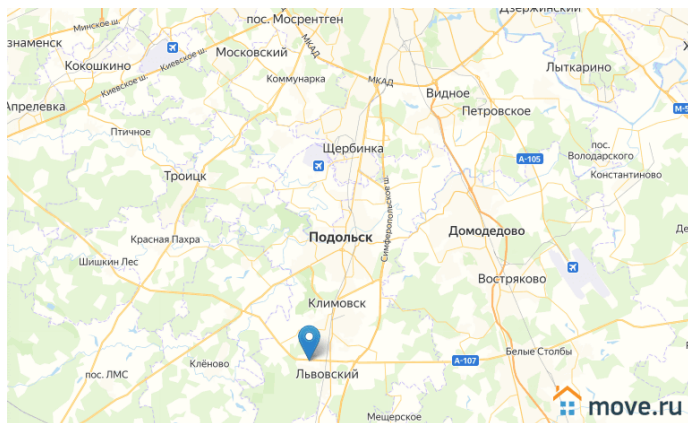 пос. Мосрентген
Дзержинский
Минское ш.
Московский
Киевское ш.
МКАД
Кокошкино
Лыткарино
Коммунарка
МКАД
Киевское ш.
Видное
Апрелевка
Петровское
Птичное
Щербинка
пос.
Володарского
А-105
Троицк
Константиново
Симферопольское ш.
Красная Пахра
Подольск
Домодедово
Шишкин Лес
Востряково
Климовск
Клёново
А-107
Белые Столбы
пос. ЛМС
Львовский
Мещерское
move.ru